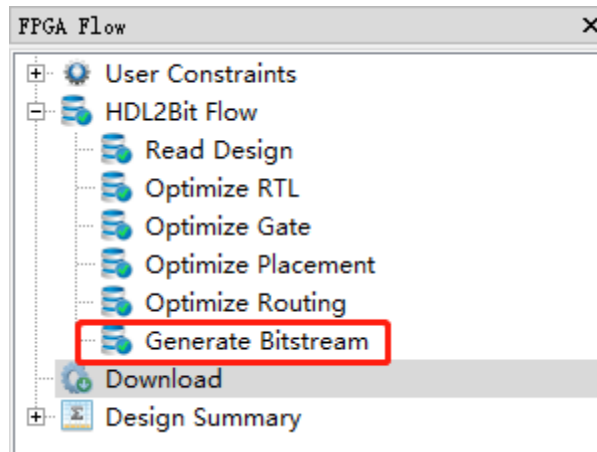 FPGA Flow
User Constraints
HDL2Bit Flow
Read Design
Optimize RTL
Optimize Gate
Optimize Placement
Optimize Routing
Generate Bitstream
Download
Design Summary